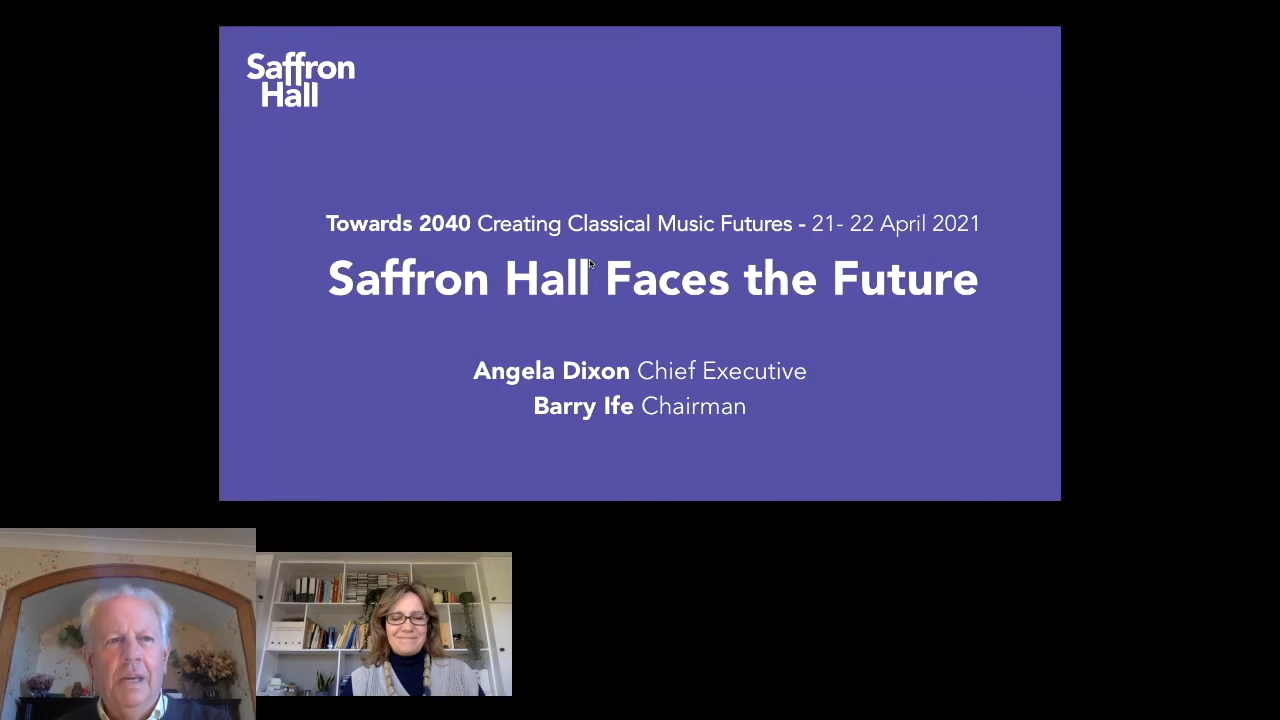 Saffron
Hall
Towards 2040 Creating Classical Music Futures - 21- 22 April 2021
Saffron Hall Faces the Future
Angela Dixon Chief Executive
Barry Ife Chairman